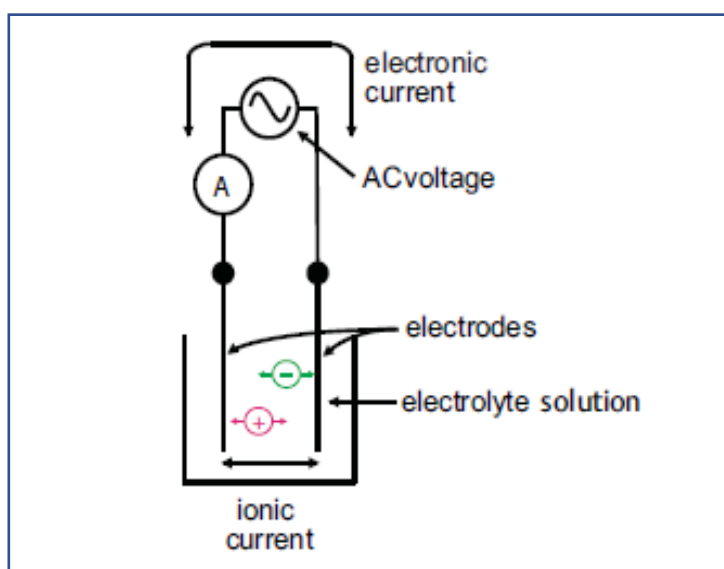 electronic
current
ACvoltage
A
electrodes
−
electrolyte solution
+
ionic
current